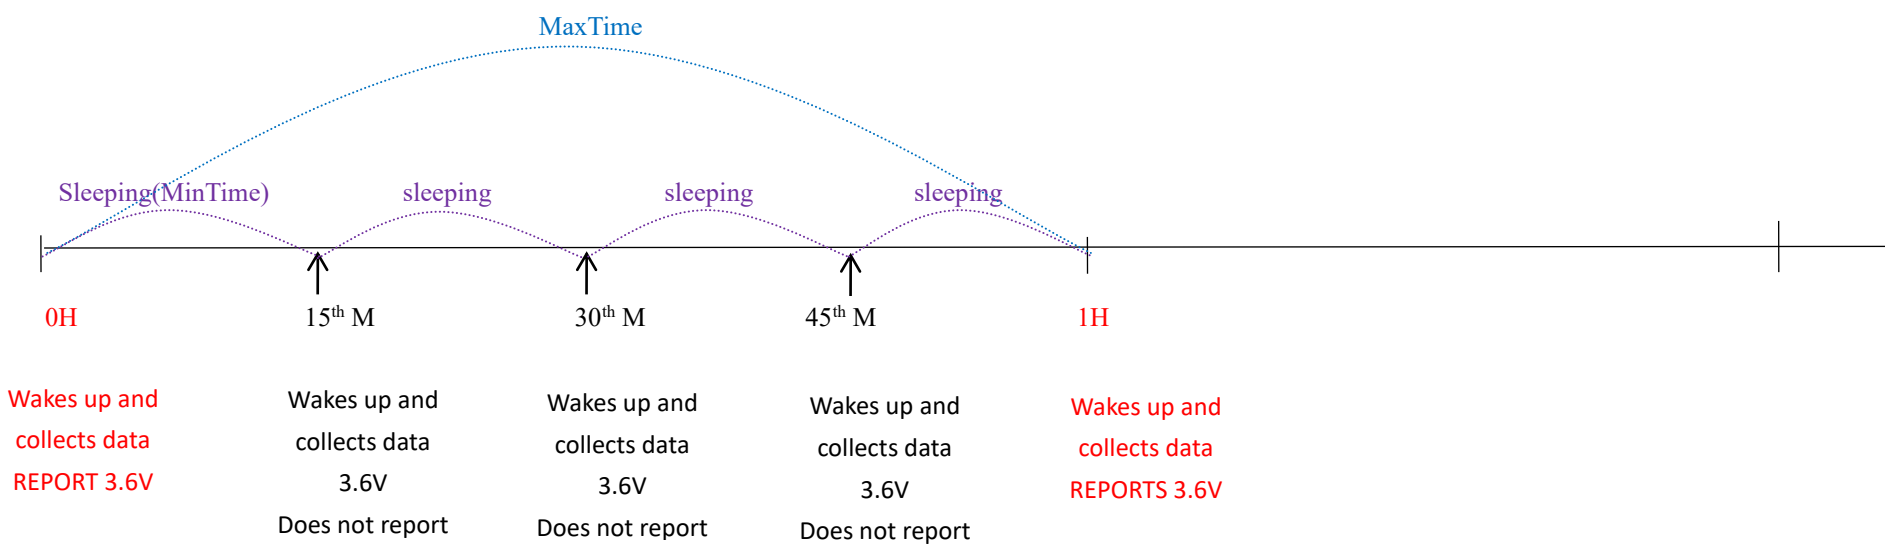 MaxTime
Sleeping(MinTime)
sleeping
sleeping
sleeping
0H
15th M
30th M
45th M
1H
Wakes up and
collects data
REPORT 3.6V
Wakes up and
collects data
3.6V
Does not report
Wakes up and
collects data
3.6V
Does not report
Wakes up and
collects data
3.6V
Does not report
Wakes up and
collects data
REPORTS 3.6V